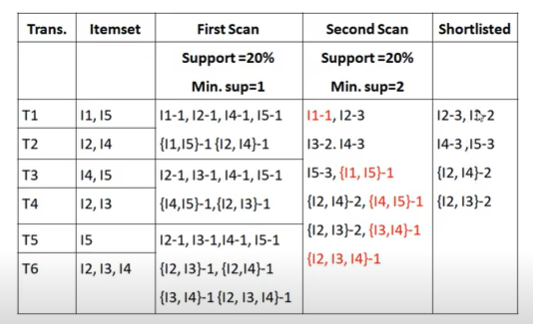 Trans. Itemset First Scan Second Scan Shortlisted
Support =20% Support =20%
Min. sup=1 Min. sup=2
T1 I1, I5 I1-1, I2-1, I4-1, I5-1 I1-1, I2-3 I2-3,
T2 I2, I4 {I1,I5}-1 {I2, I4}-1 I3-2. I4-3 I4-3 ,I5-3
T3 I4, I5 I2-1, I3-1, I4-1, I5-1 I5-3, {I1, I5}-1 {I2, I4}-2
T4 I2, I3 {I4,I5}-1,{I2, I3}-1 {I2, I4}-2, {I4, I5}-1 {I2, I3}-2
T5 I5 I2-1, I3-1,I4-1, I5-1 {I2, I3}-2, {I3,I4}-1
T6 I2, I3, I4 {I2, I3}-1, {I2,I4}-1 {I2, I3, I4}-1
{I3, I4}-1 {I2, I3, I4}-1